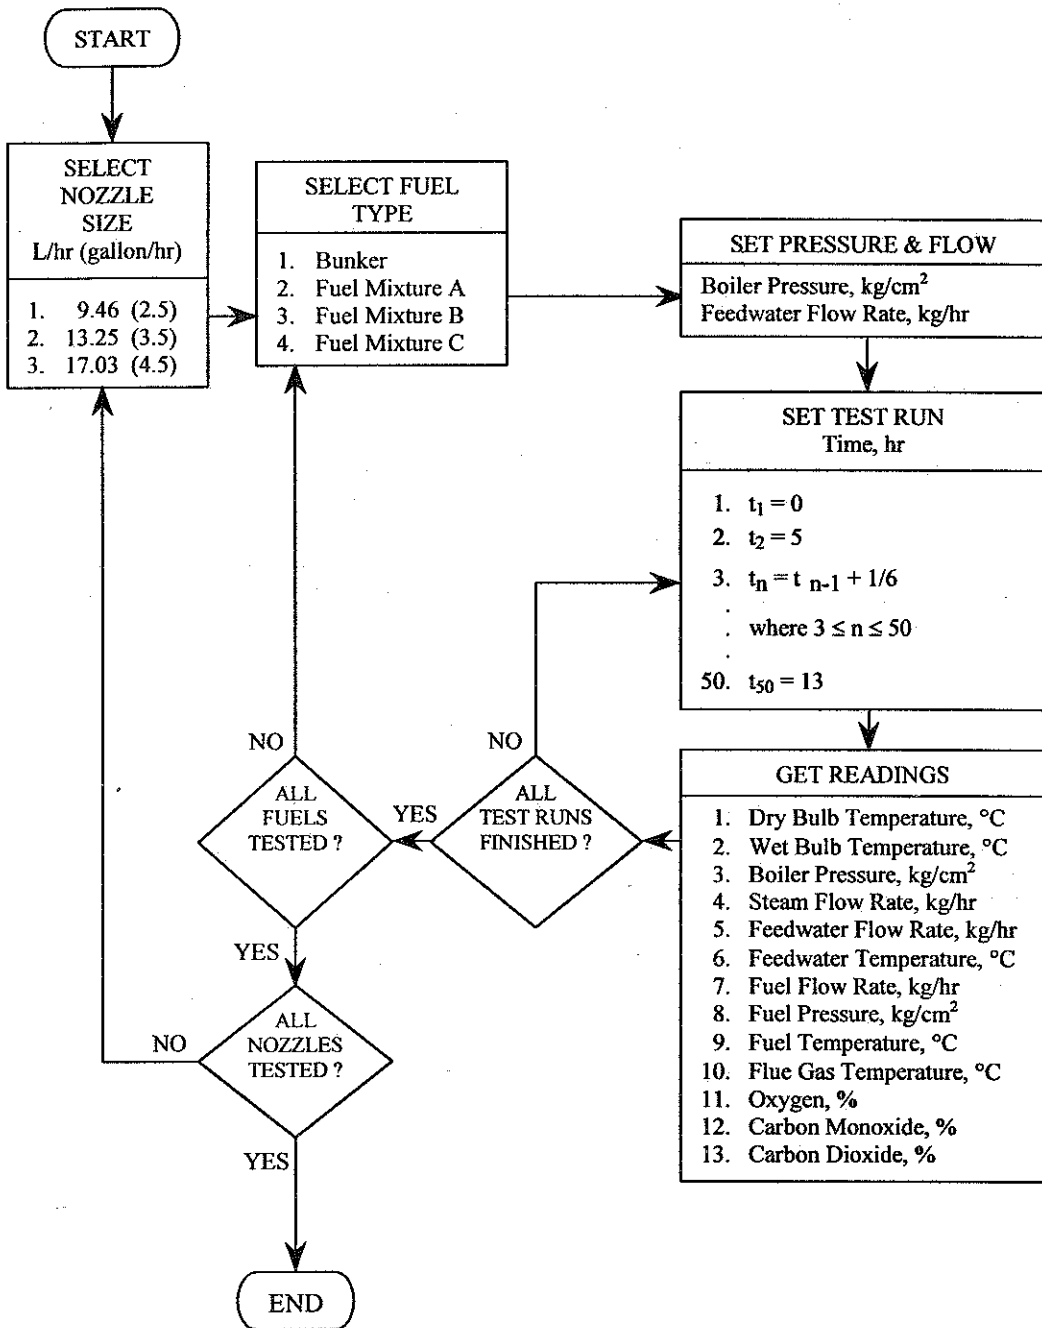 START
SELECT
NOZZLE
SIZE
L/hr (gallon/hr)
1. 9.46 (2.5)
2. 13.25 (3.5)
3. 17.03 (4.5)
SELECT FUEL
TYPE
1. Bunker
2. Fuel Mixture A
3. Fuel Mixture B
4. Fuel Mixture C
SET PRESSURE & FLOW
Boiler Pressure, kg/cm²
Feedwater Flow Rate, kg/hr
SET TEST RUN
Time, hr
1. t₁ = 0
2. t₂ = 5
3. tₙ = t ₙ₋₁ + 1/6
. where 3 ≤ n ≤ 50
.
.
50. t₅₀ = 13
GET READINGS
1. Dry Bulb Temperature, °C
2. Wet Bulb Temperature, °C
3. Boiler Pressure, kg/cm²
4. Steam Flow Rate, kg/hr
5. Feedwater Flow Rate, kg/hr
6. Feedwater Temperature, °C
7. Fuel Flow Rate, kg/hr
8. Fuel Pressure, kg/cm²
9. Fuel Temperature, °C
10. Flue Gas Temperature, °C
11. Oxygen, %
12. Carbon Monoxide, %
13. Carbon Dioxide, %
NO
ALL
TEST RUNS
FINISHED ?
YES
NO
ALL
FUELS
TESTED ?
YES
NO
ALL
NOZZLES
TESTED ?
YES
END